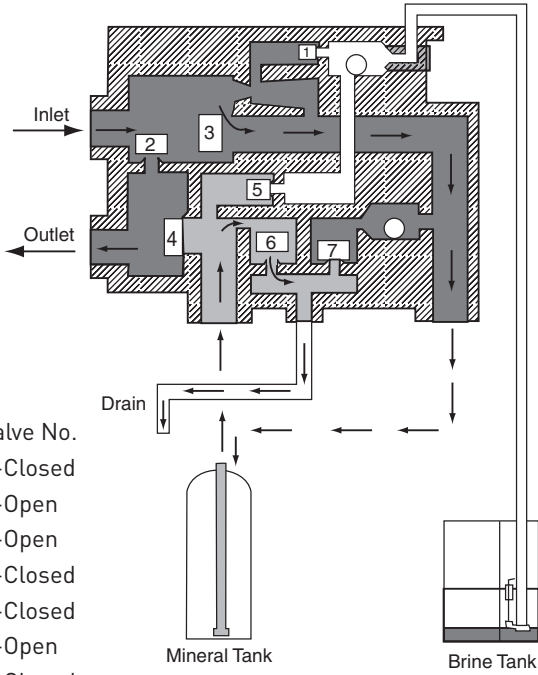 1
Inlet
2
3
5
Outlet
4
6
7
Drain
alve No.
-Closed
-Open
-Open
-Closed
-Closed
-Open
Mineral Tank
Brine Tank